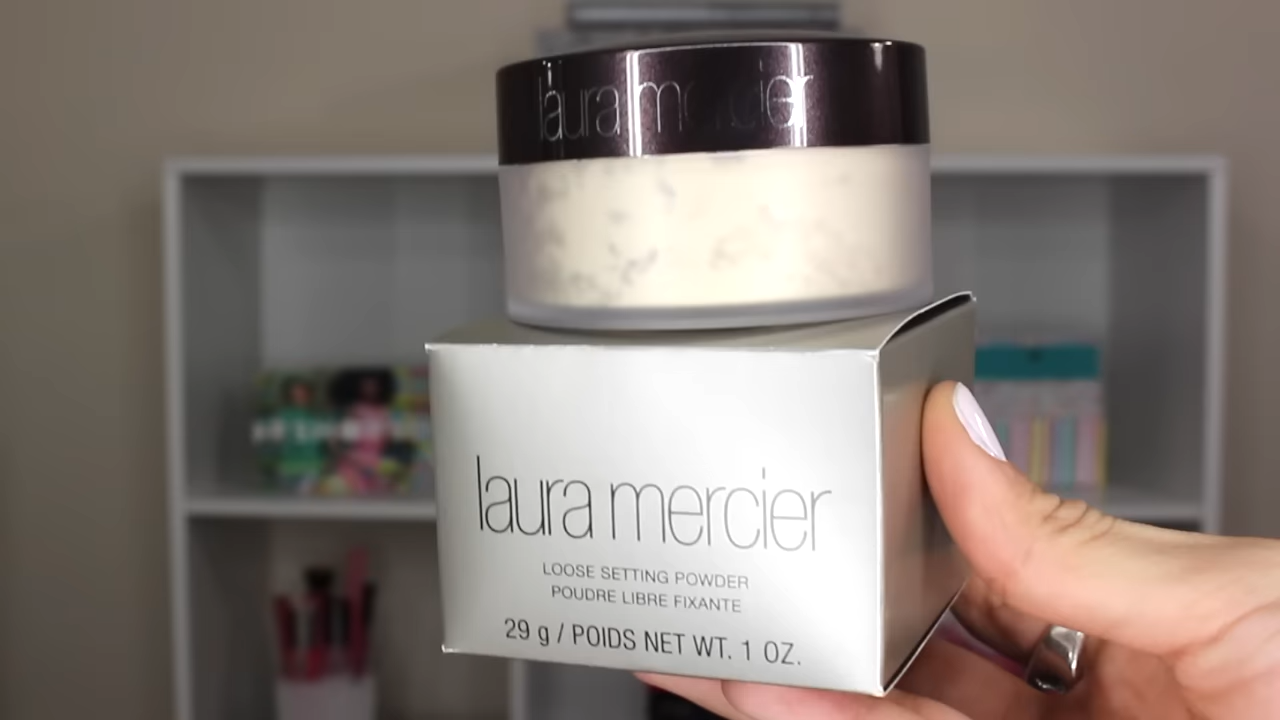 laura mercier
laura mercier
LOOSE SETTING POWDER
POUDRE LIBRE FIXANTE
29 g / POIDS NET WT. 1 OZ.